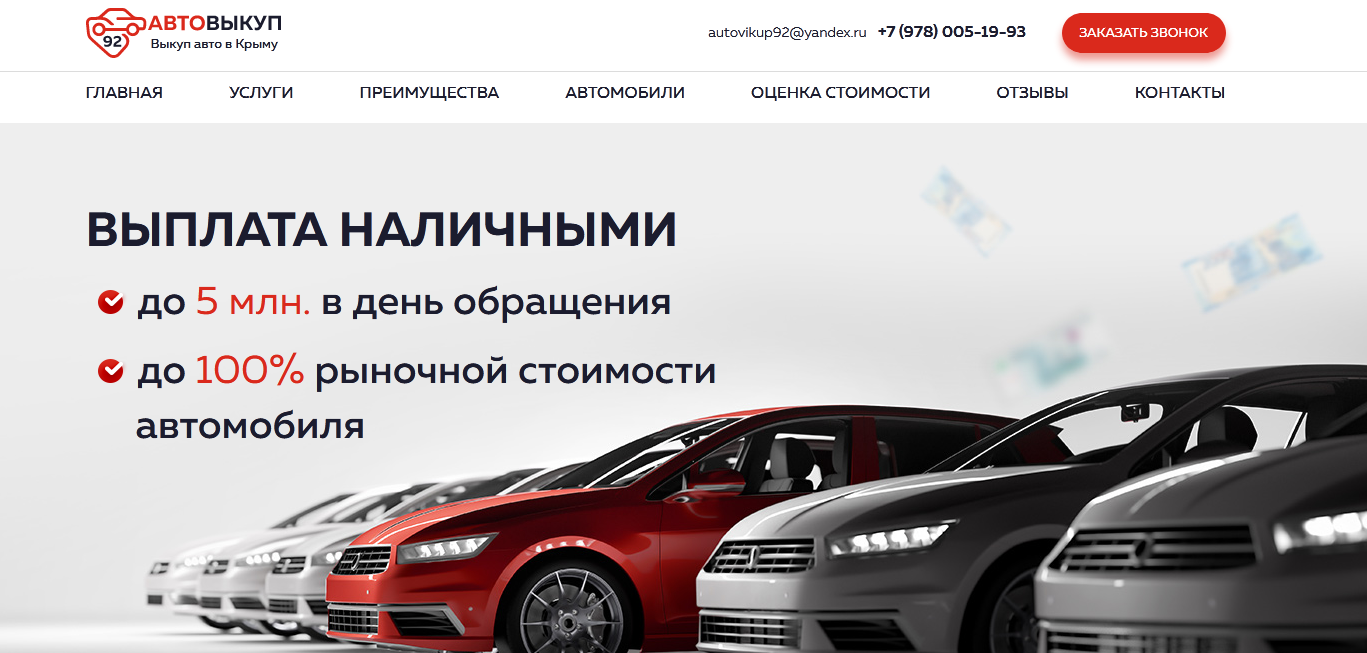 АВТОВЫКУП
92
Выкуп авто в Крыму
autovikup92@yandex.ru +7 (978) 005-19-93
ЗАКАЗАТЬ ЗВОНОК
ГЛАВНАЯ УСЛУГИ ПРЕИМУЩЕСТВА АВТОМОБИЛИ ОЦЕНКА СТОИМОСТИ ОТЗЫВЫ КОНТАКТЫ
ВЫПЛАТА НАЛИЧНЫМИ
до 5 млн. в день обращения
до 100% рыночной стоимости
автомобиля